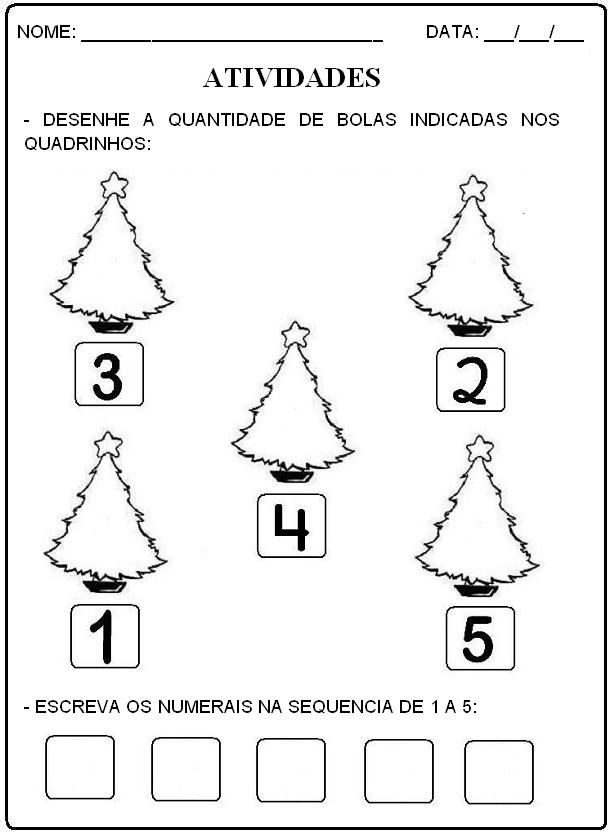 NOME: ______________________________ DATA: ___/___/___
ATIVIDADES
- DESENHE A QUANTIDADE DE BOLAS INDICADAS NOS
QUADRINHOS:
3
2
4
1
5
- ESCREVA OS NUMERAIS NA SEQUENCIA DE 1 A 5: